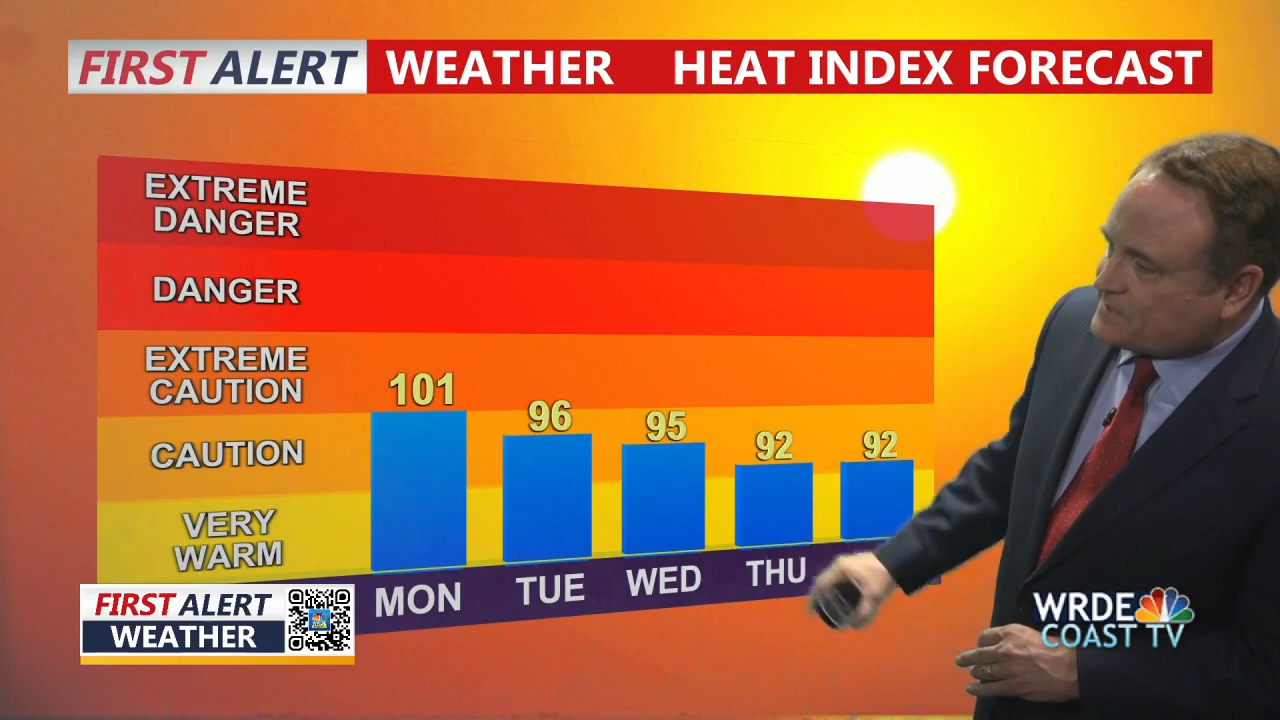 FIRST ALERT WEATHER HEAT INDEX FORECAST
EXTREME
DANGER
DANGER
EXTREME
CAUTION
CAUTION
VERY
WARM
101 96 95 92 92
MON TUE WED THU
FIRST ALERT
WEATHER
WRDE
COAST TV